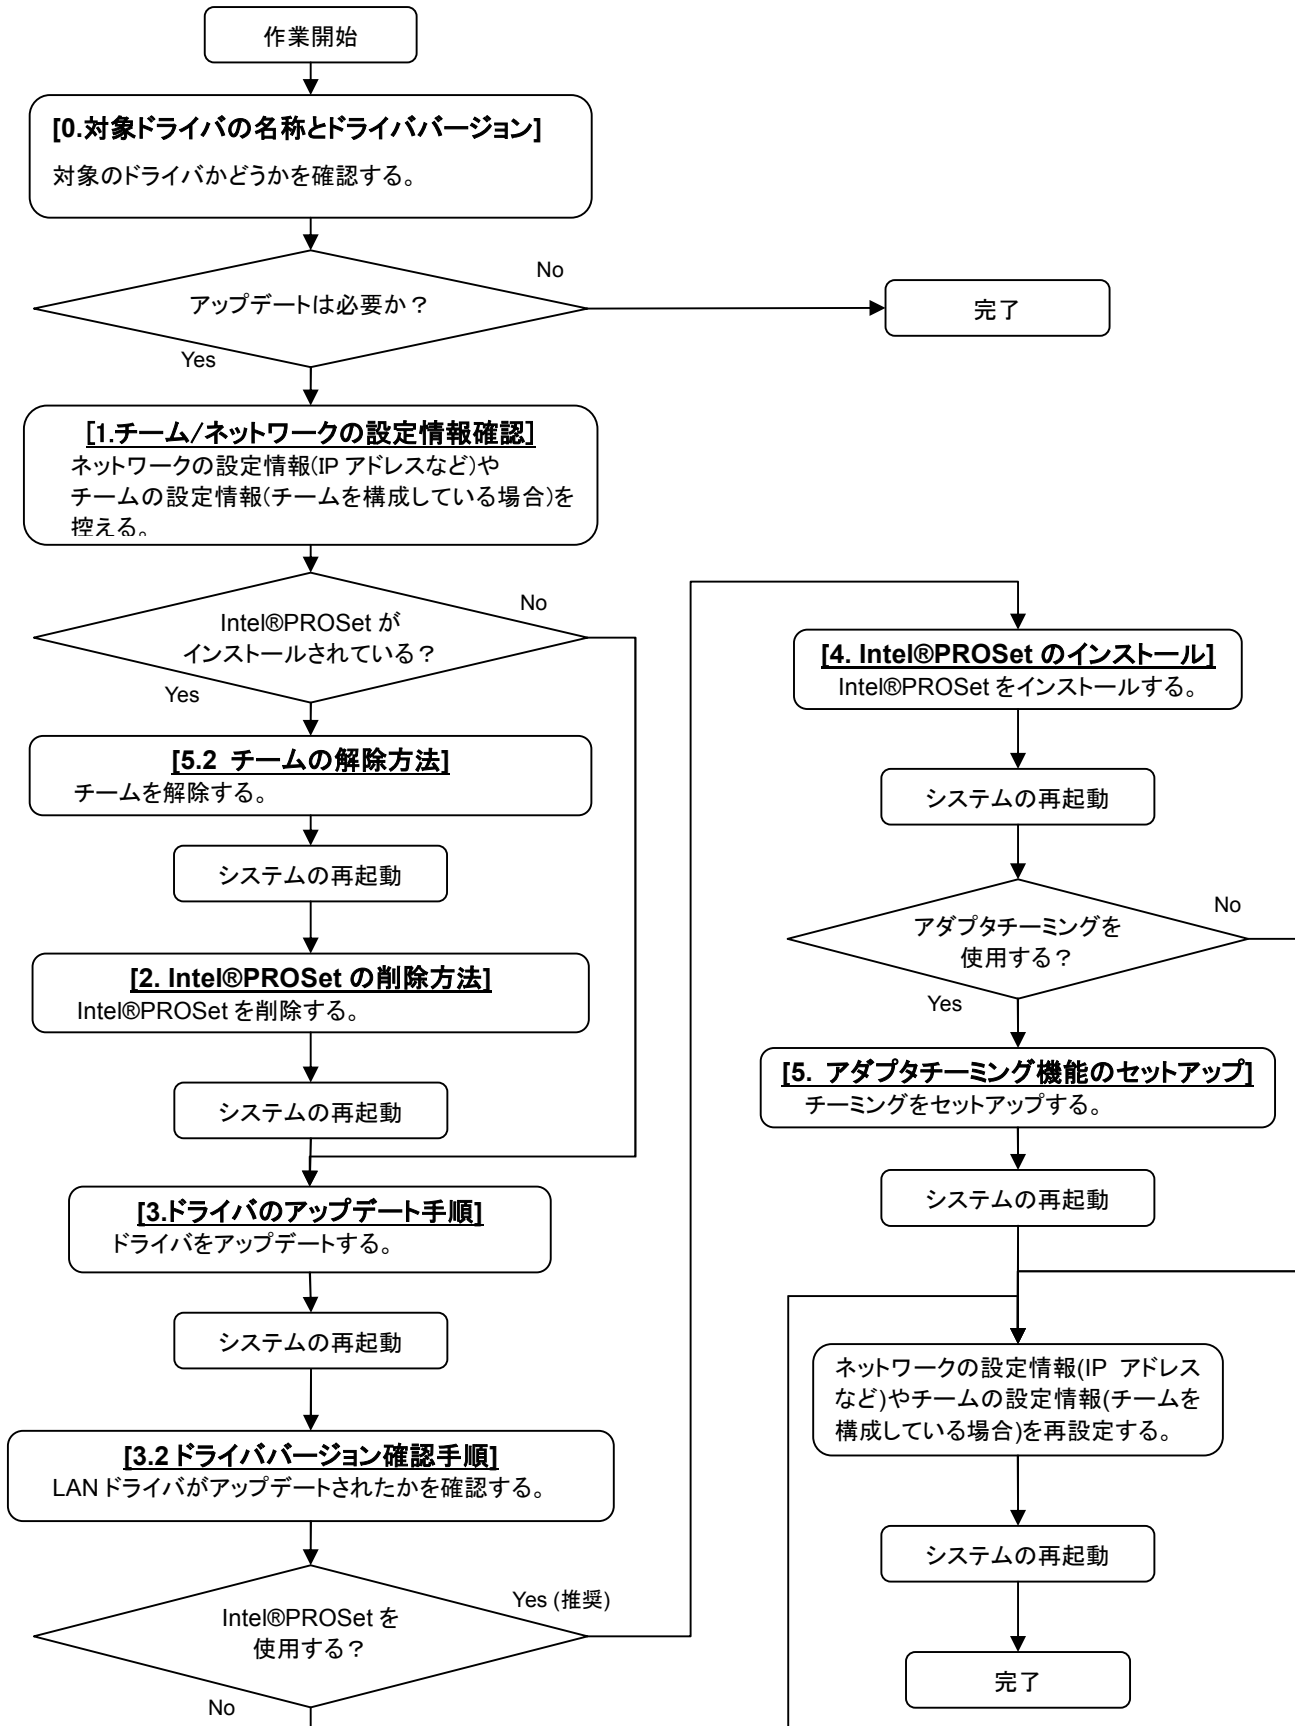 作業開始
[0.対象ドライバの名称とドライババージョン]
対象のドライバかどうかを確認する。
アップデートは必要か？
No
完了
Yes
[1.チーム/ネットワークの設定情報確認]
ネットワークの設定情報(IP アドレスなど)や
チームの設定情報(チームを構成している場合)を
控える。
Intel®PROSet が
インストールされている？
No
Yes
[5.2 チームの解除方法]
チームを解除する。
システムの再起動
[2. Intel®PROSet の削除方法]
Intel®PROSet を削除する。
システムの再起動
[3.ドライバのアップデート手順]
ドライバをアップデートする。
システムの再起動
[3.2 ドライババージョン確認手順]
LAN ドライバがアップデートされたかを確認する。
Intel®PROSet を
使用する？
Yes (推奨)
No
[4. Intel®PROSet のインストール]
Intel®PROSet をインストールする。
システムの再起動
アダプタチーミングを
使用する？
No
Yes
[5. アダプタチーミング機能のセットアップ]
チーミングをセットアップする。
システムの再起動
ネットワークの設定情報(IP アドレス
など)やチームの設定情報(チームを
構成している場合)を再設定する。
システムの再起動
完了